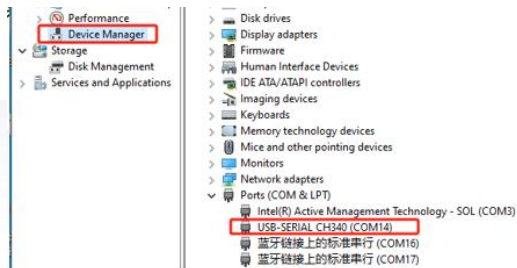 Performance
Device Manager
Storage
Disk Management
Services and Applications
Disk drives
Display adapters
Firmware
Human Interface Devices
IDE ATA/ATAPI controllers
Imaging devices
Keyboards
Memory technology devices
Mice and other pointing devices
Monitors
Network adapters
Ports (COM & LPT)
Intel(R) Active Management Technology - SOL (COM3)
USB-SERIAL CH340 (COM14)
蓝牙链接上的标准串行 (COM16)
蓝牙链接上的标准串行 (COM17)